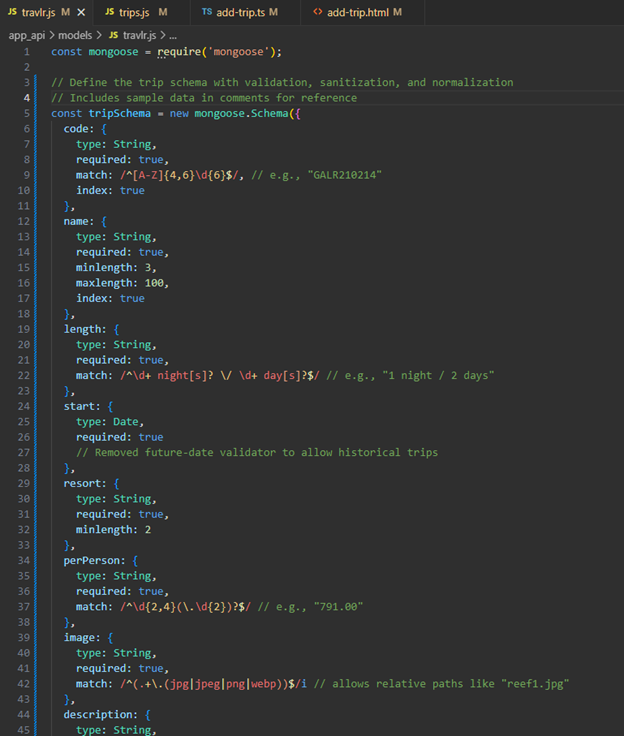 JS travlr.js M ✕ JS trips.js M TS add-trip.ts M <> add-trip.html M
app_api > models > JS travlr.js > ...
1 const mongoose = require('mongoose');
2
3 // Define the trip schema with validation, sanitization, and normalization
4 // Includes sample data in comments for reference
5 const tripSchema = new mongoose.Schema({
6 code: {
7 type: String,
8 required: true,
9 match: /^[A-Z]{4,6}\d{6}$/, // e.g., "GALR210214"
10 index: true
11 },
12 name: {
13 type: String,
14 required: true,
15 minlength: 3,
16 maxlength: 100,
17 index: true
18 },
19 length: {
20 type: String,
21 required: true,
22 match: /^\d+ night[s]? \/ \d+ day[s]?$/ // e.g., "1 night / 2 days"
23 },
24 start: {
25 type: Date,
26 required: true
27 // Removed future-date validator to allow historical trips
28 },
29 resort: {
30 type: String,
31 required: true,
32 minlength: 2
33 },
34 perPerson: {
35 type: String,
36 required: true,
37 match: /^\d{2,4}(\.\d{2})?$/ // e.g., "791.00"
38 },
39 image: {
40 type: String,
41 required: true,
42 match: /^(.+\.(jpg|jpeg|png|webp))$/i // allows relative paths like "reef1.jpg"
43 },
44 description: {
45 type: String,